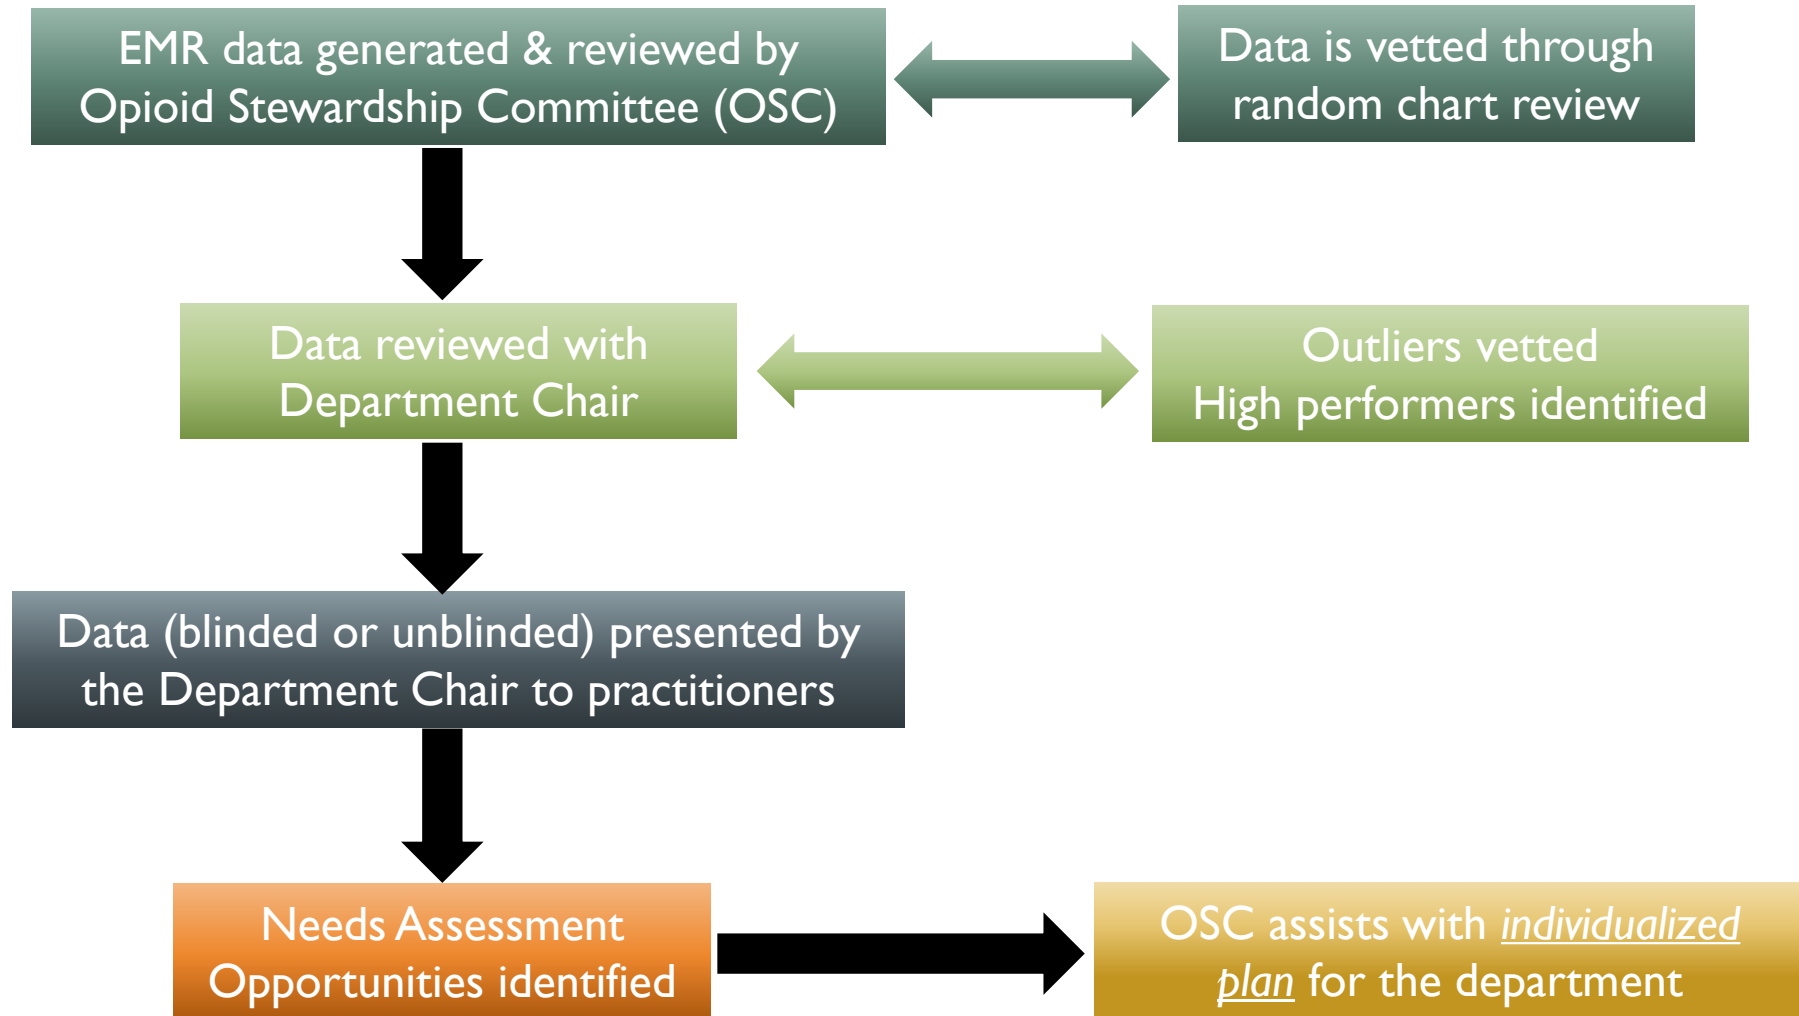 EMR data generated & reviewed by
Opioid Stewardship Committee (OSC)
Data is vetted through
random chart review
Data reviewed with
Department Chair
Outliers vetted
High performers identified
Data (blinded or unblinded) presented by
the Department Chair to practitioners
Needs Assessment
Opportunities identified
OSC assists with individualized
plan for the department